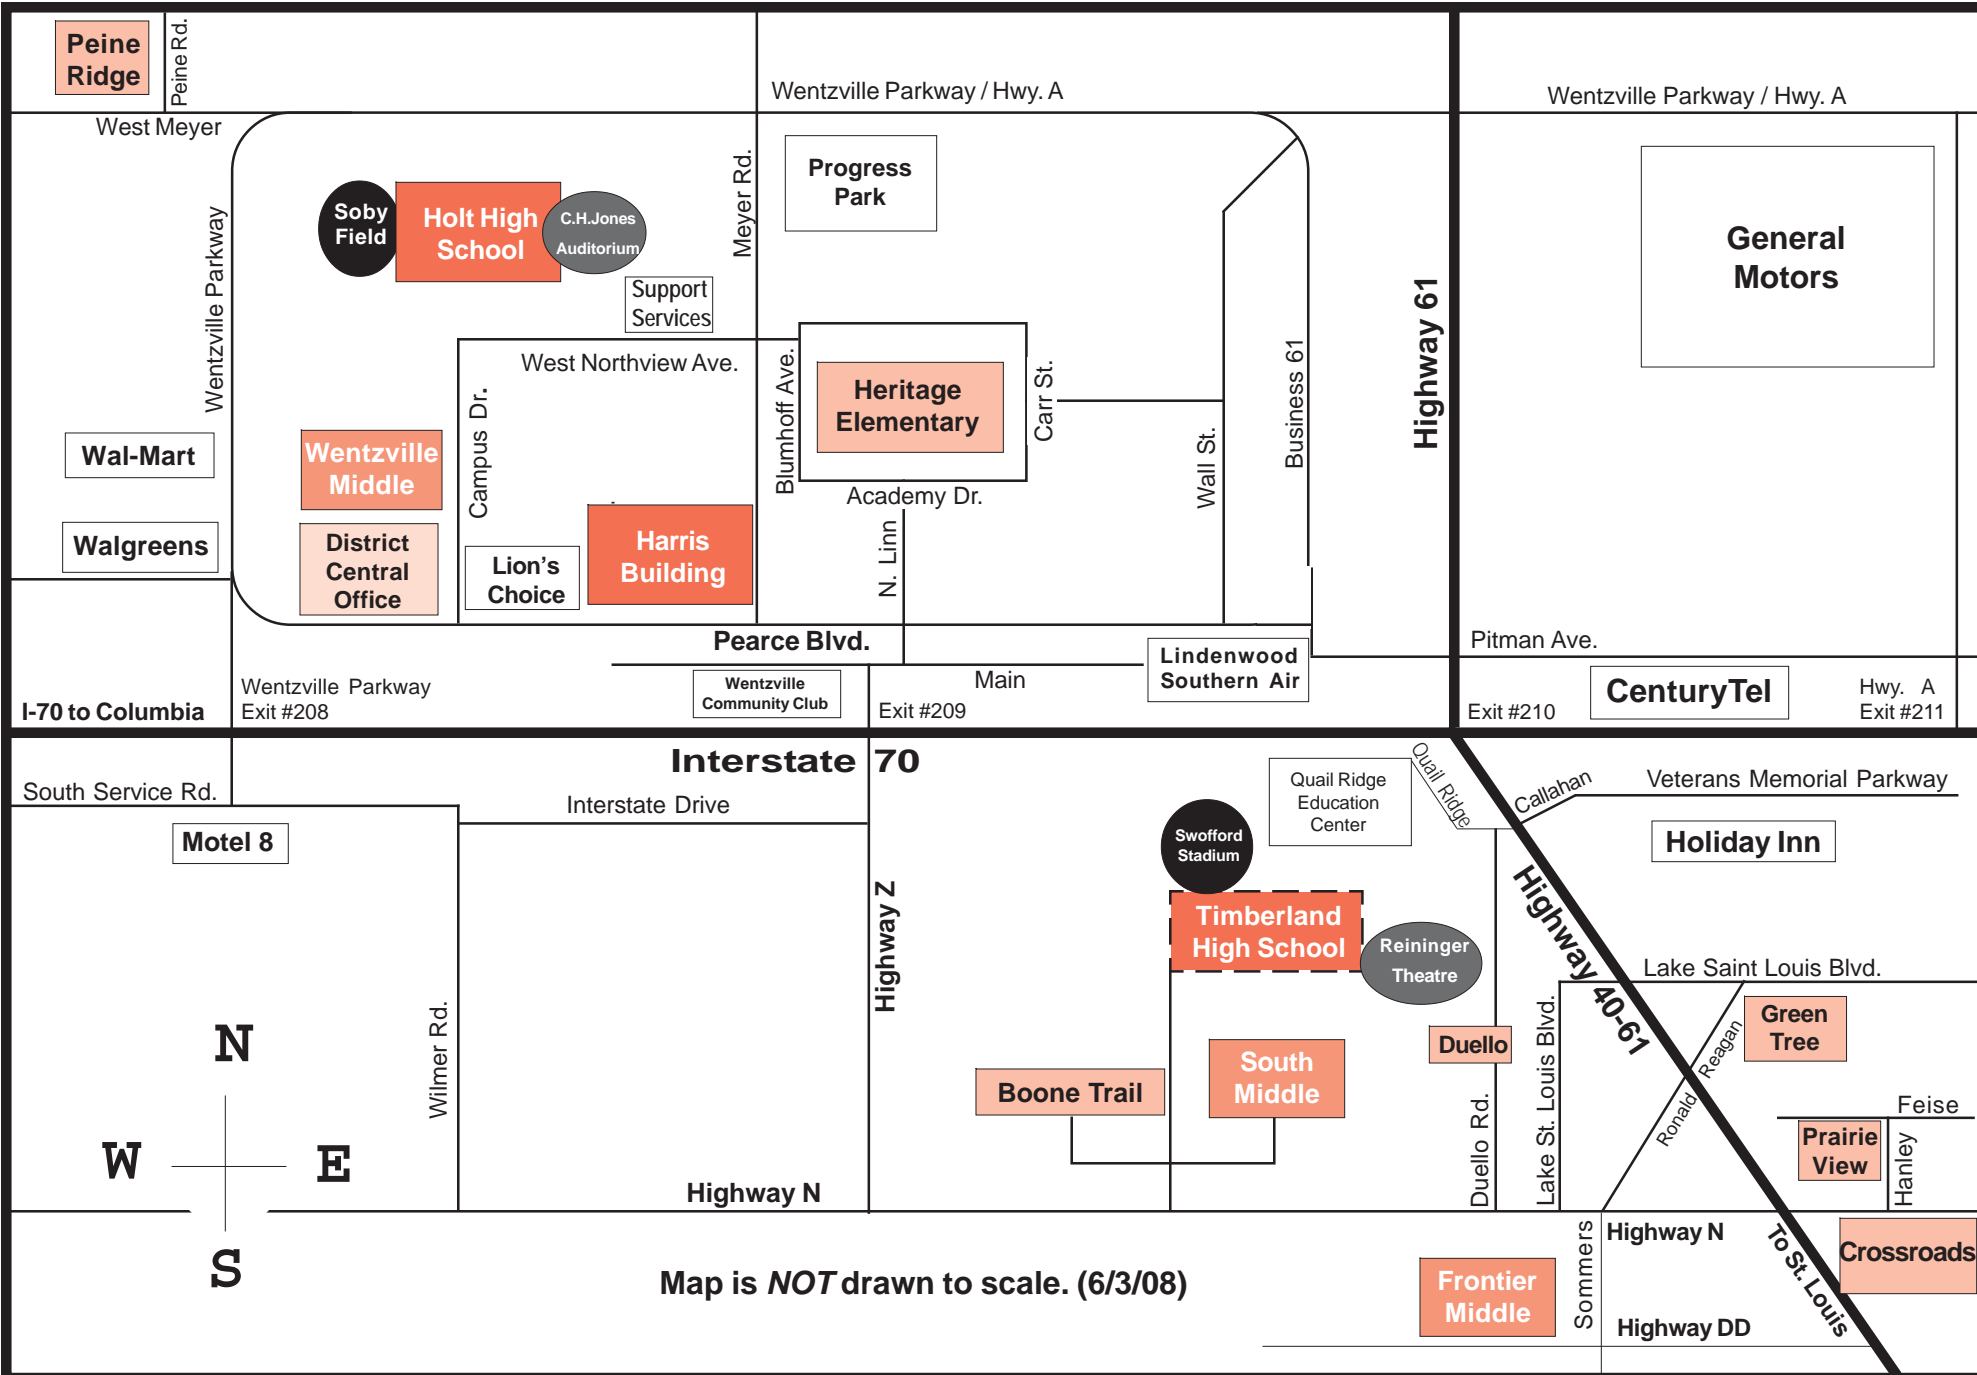 Peine
Ridge
Peine Rd.
Wentzville Parkway / Hwy. A
Wentzville Parkway / Hwy. A
West Meyer
Wentzville Parkway
Soby
Field
Holt High
School
C.H.Jones
Auditorium
Meyer Rd.
Progress
Park
General
Motors
Support
Services
Highway 61
West Northview Ave.
Blumhoff Ave.
Heritage
Elementary
Carr St.
Business 61
Wal-Mart
Wentzville
Middle
Campus Dr.
Wall St.
Academy Dr.
Walgreens
District
Central
Office
Lion's
Choice
Harris
Building
N. Linn
Pearce Blvd.
Pitman Ave.
Lindenwood
Southern Air
Wentzville Parkway
Exit #208
I-70 to Columbia
Wentzville
Community Club
Main
Exit #209
Exit #210
CenturyTel
Hwy. A
Exit #211
Interstate 70
South Service Rd.
Interstate Drive
Motel 8
Quail Ridge
Education
Center
Quail Ridge
Callahan
Veterans Memorial Parkway
Holiday Inn
Swofford
Stadium
Highway Z
Timberland
High School
Reininger
Theatre
Highway 40-61
Lake Saint Louis Blvd.
Wilmer Rd.
Duello
Lake St. Louis Blvd.
Green
Tree
Ronald Reagan
Boone Trail
South
Middle
Duello Rd.
Feise
Prairie
View
Hanley
N
W E
S
Highway N
Highway N
To St. Louis
Crossroads
Map is NOT drawn to scale. (6/3/08)
Frontier
Middle
Sommers
Highway DD